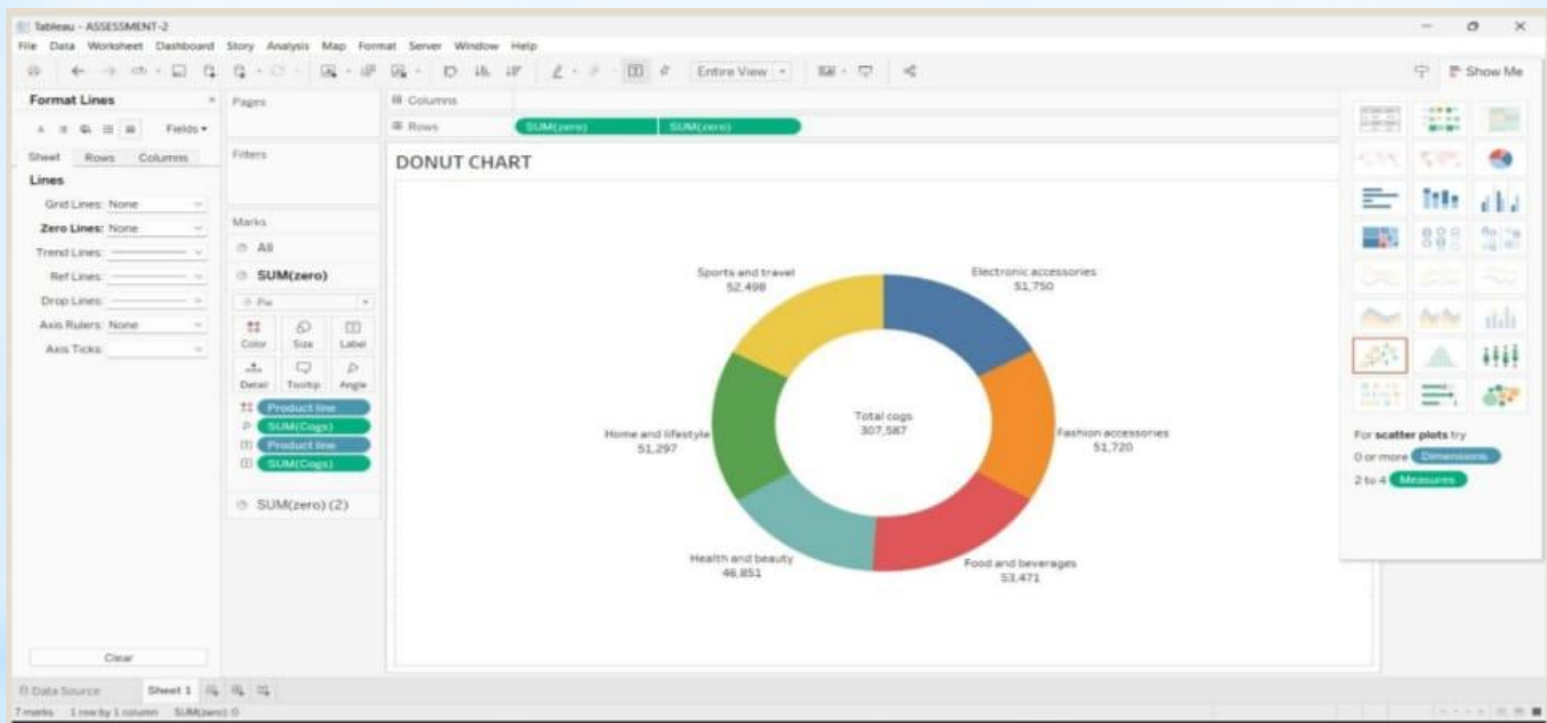 Tableau - ASSESSMENT-2
File Data Worksheet Dashboard Story Analysis Map Format Server Window Help
Entire View
Show Me
Format Lines
Fields
Sheet Rows Columns
Lines
Grid Lines: None
Zero Lines: None
Trend Lines:
Ref Lines:
Drop Lines:
Axis Rulers: None
Axis Ticks:
Clear
Pages
Filters
Marks
All
SUM(zero)
Pie
Color Size Label
Detail Tooltip Angle
Product line
SUM(Cogs)
Product line
SUM(Cogs)
SUM(zero) (2)
Columns
Rows SUM(zero) SUM(zero)
DONUT CHART
Sports and travel
52,498
Electronic accessories
51,750
Home and lifestyle
51,297
Total cogs
307,587
Fashion accessories
51,720
Health and beauty
46,851
Food and beverages
53,471
For scatter plots try
0 or more Dimensions
2 to 4 Measures
Data Source Sheet 1
7 marks 1 row by 1 column SUM(zero): 0